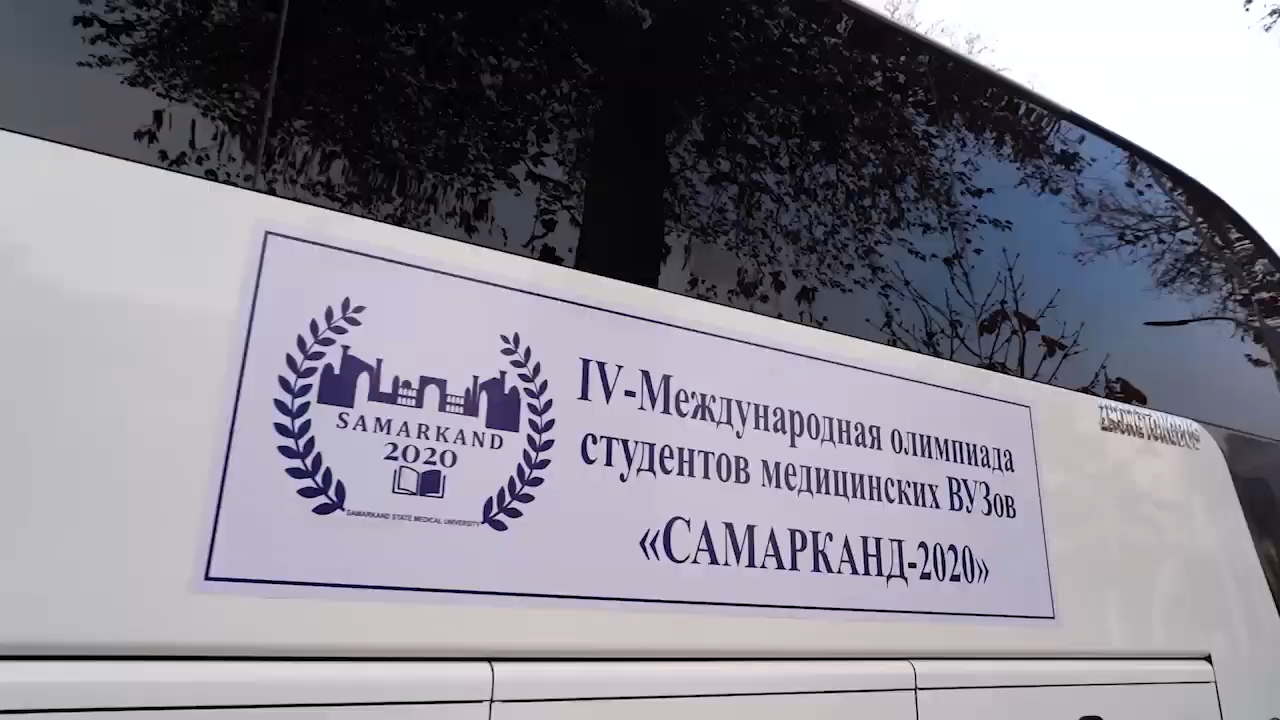 SAMARKAND
2020
SAMARKAND STATE MEDICAL UNIVERSITY
IV-Международная олимпиада
студентов медицинских ВУЗов
«САМАРКАНД-2020»